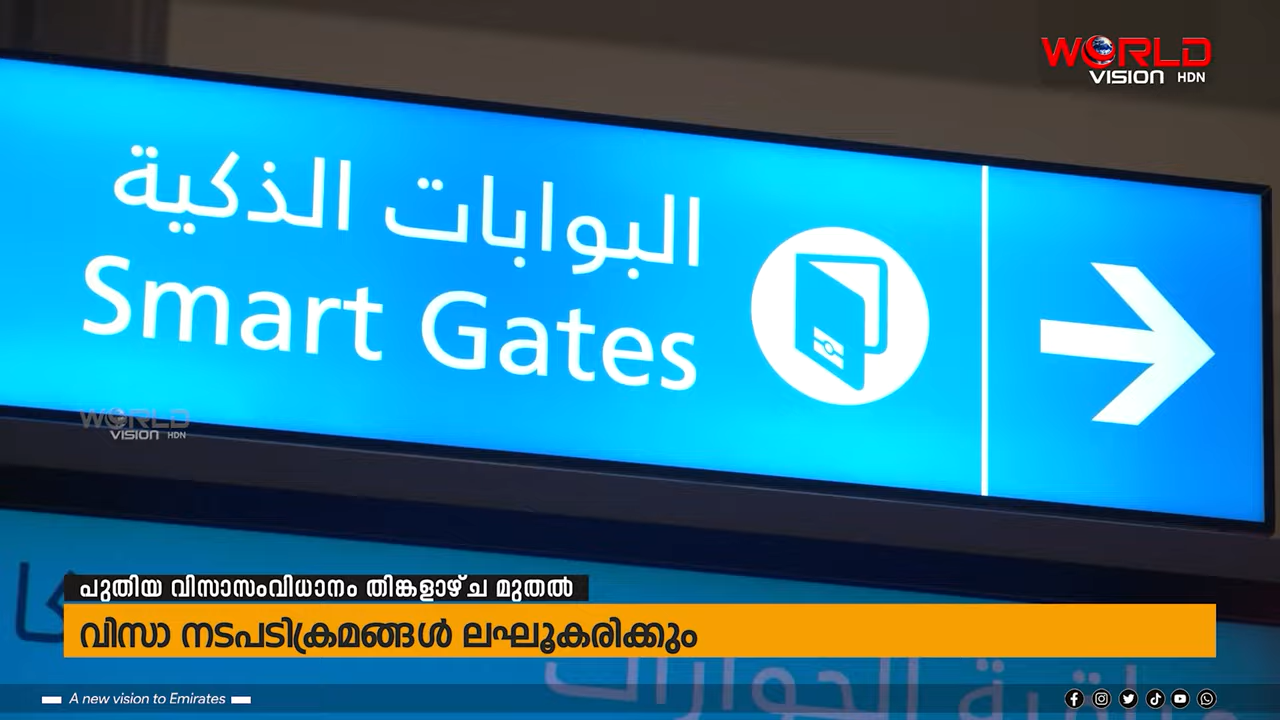 WORLD
VISION HDN
البوابات الذكية
Smart Gates
WORLD
VISION HDN
പുതിയ വിസാസംവിധാനം തിങ്കളാഴ്ച മുതൽ
വിസാ നടപടിക്രമങ്ങൾ ലഘൂകരിക്കും
الجوازات
A new vision to Emirates